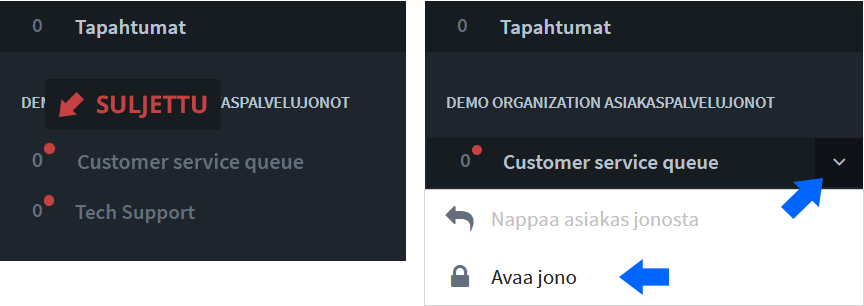 0 Tapahtumat
DEM SULJETTU ASPALVELUJONOT
0 Customer service queue
0 Tech Support
0 Tapahtumat
DEMO ORGANIZATION ASIAKASPALVELUJONOT
0 Customer service queue
Nappaa asiakas jonosta
Avaa jono